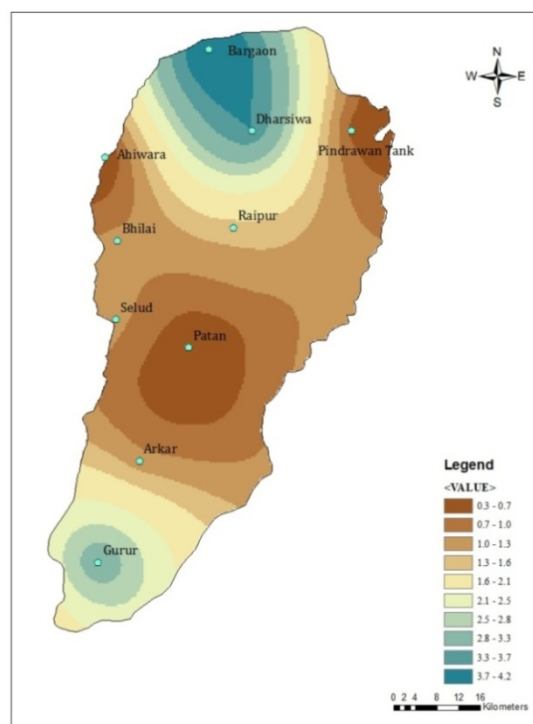 N
W E
S
Bargaon
Dharsiwa
Pindrawan Tank
Ahiwara
Raipur
Bhilai
Selud
Patan
Arkar
Gurur
Legend
<VALUE>
0.3 - 0.7
0.7 - 1.0
1.0 - 1.3
1.3 - 1.6
1.6 - 2.1
2.1 - 2.5
2.5 - 2.8
2.8 - 3.3
3.3 - 3.7
3.7 - 4.2
0 2 4 8 12 16
Kilometers